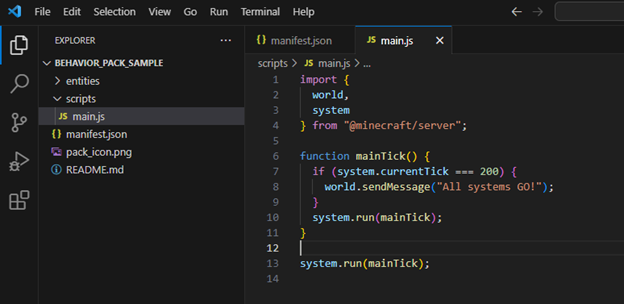 File Edit Selection View Go Run Terminal Help
EXPLORER ...
BEHAVIOR_PACK_SAMPLE
entities
scripts
JS main.js
{} manifest.json
pack_icon.png
README.md
{} manifest.json JS main.js ×
scripts > JS main.js > ...
1 import {
2   world,
3   system
4 } from "@minecraft/server";
5
6 function mainTick() {
7   if (system.currentTick === 200) {
8     world.sendMessage("All systems GO!");
9   }
10   system.run(mainTick);
11 }
12
13 system.run(mainTick);
14